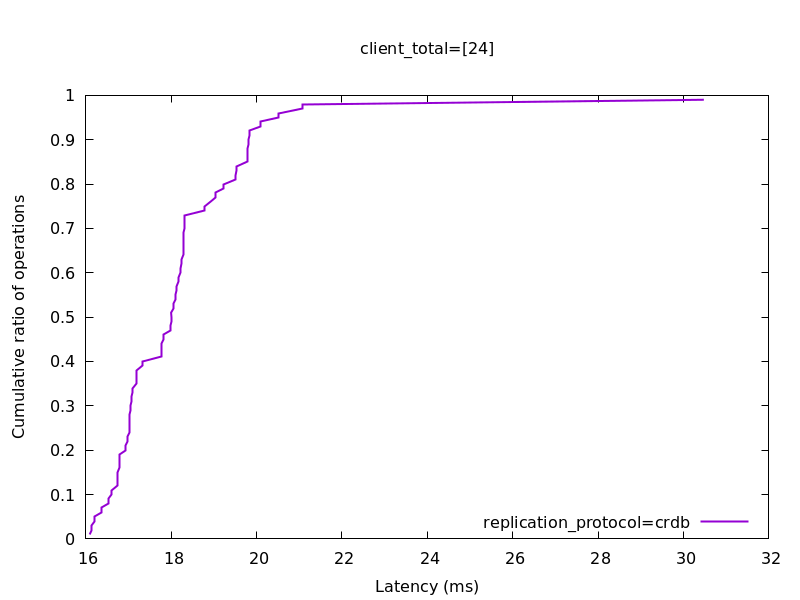 client_total=[24]
1
0.9
0.8
0.7
0.6
0.5
0.4
0.3
0.2
0.1
0
Cumulative ratio of operations
replication_protocol=crdb
16 18 20 22 24 26 28 30 32
Latency (ms)